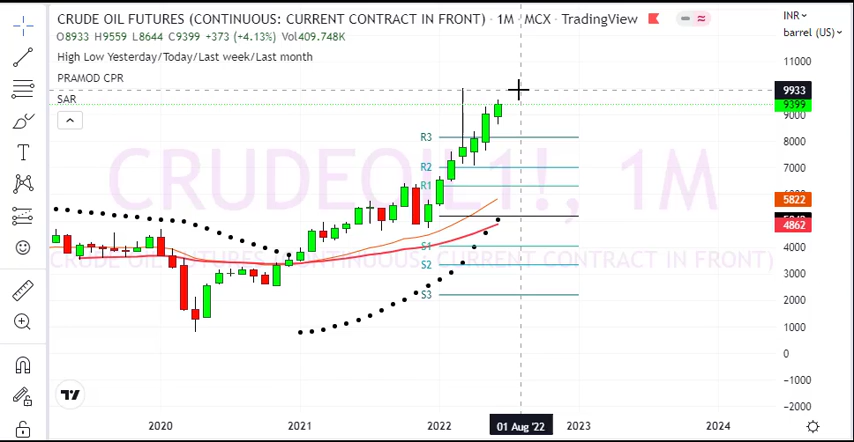 CRUDE OIL FUTURES (CONTINUOUS: CURRENT CONTRACT IN FRONT) · 1M · MCX · TradingView
INR
barrel (US)
O8933 H9559 L8644 C9399 +373 (+4.13%) Vol409.748K
High Low Yesterday/Today/Last week/Last month
PRAMOD CPR
SAR
11000
9933
9399
9000
8000
7000
5822
4862
4000
3000
2000
1000
0
−1000
−2000
R3
R2
R1
S1
S2
S3
CRUDEOIL1!, 1M
CRUDE OIL FUTURES (CONTINUOUS: CURRENT CONTRACT IN FRONT)
2020
2021
2022
01 Aug '22
2023
2024